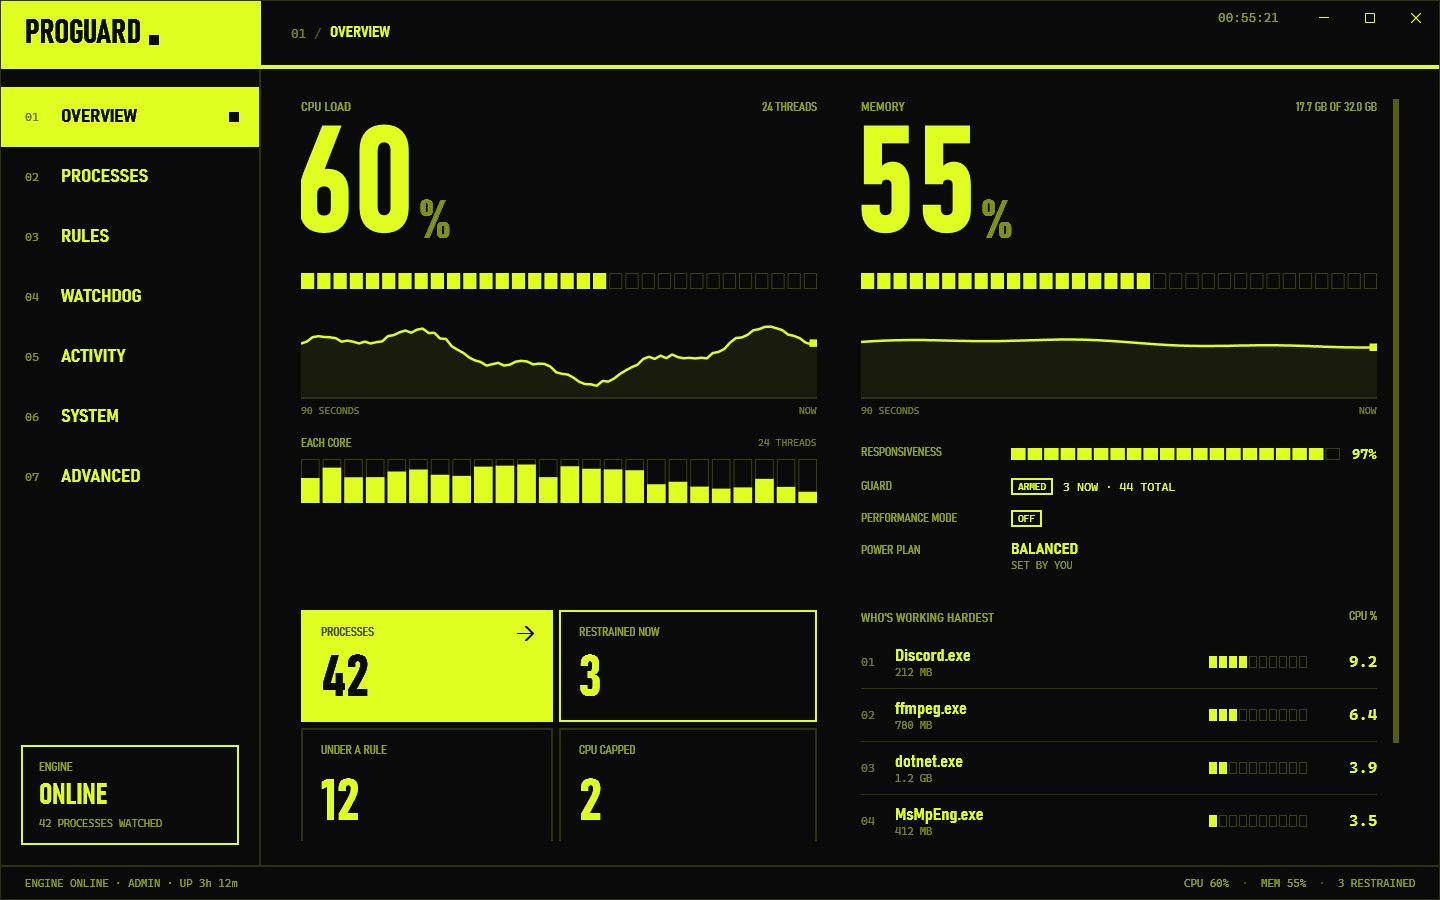 PROGUARD
01 / OVERVIEW
00:55:21
01 OVERVIEW
02 PROCESSES
03 RULES
04 WATCHDOG
05 ACTIVITY
06 SYSTEM
07 ADVANCED
ENGINE
ONLINE
42 PROCESSES WATCHED
CPU LOAD
24 THREADS
60%
90 SECONDS
NOW
EACH CORE
24 THREADS
MEMORY
17.7 GB OF 32.0 GB
55%
90 SECONDS
NOW
RESPONSIVENESS
97%
GUARD
ARMED
3 NOW · 44 TOTAL
PERFORMANCE MODE
OFF
POWER PLAN
BALANCED
SET BY YOU
PROCESSES
42
RESTRAINED NOW
3
UNDER A RULE
12
CPU CAPPED
2
WHO'S WORKING HARDEST
CPU %
01 Discord.exe 9.2
212 MB
02 ffmpeg.exe 6.4
780 MB
03 dotnet.exe 3.9
1.2 GB
04 MsMpEng.exe 3.5
412 MB
ENGINE ONLINE · ADMIN · UP 3h 12m
CPU 60% · MEM 55% · 3 RESTRAINED